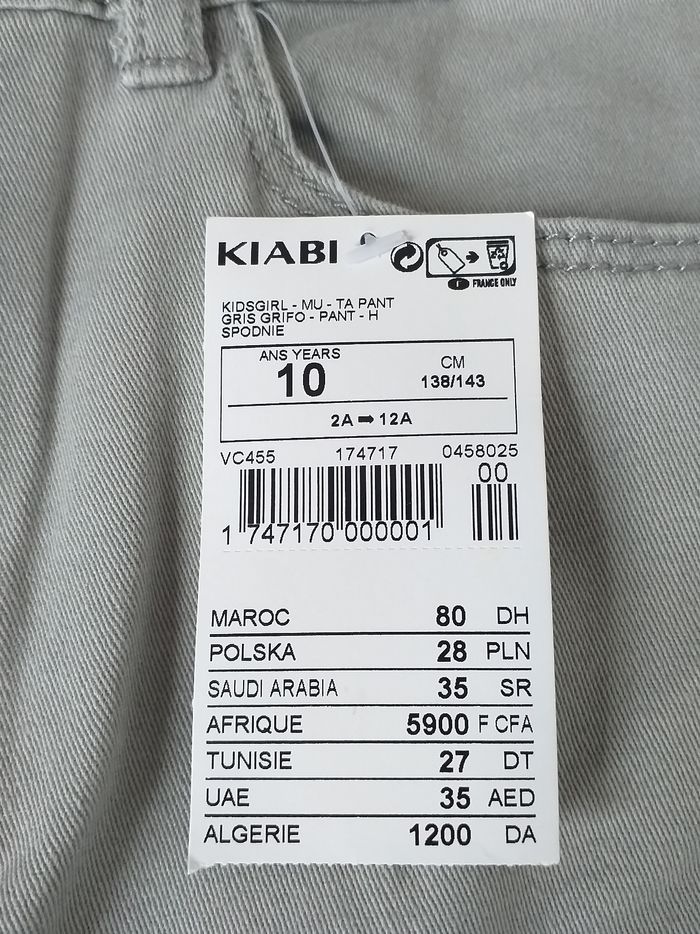 KIABI
F FRANCE ONLY
KIDSGIRL - MU - TA PANT
GRIS GRIFO - PANT - H
SPODNIE
ANS YEARS
10
CM
138/143
2A ➡ 12A
VC455 174717 0458025
00
1 747170 000001
MAROC 80 DH
POLSKA 28 PLN
SAUDI ARABIA 35 SR
AFRIQUE 5900 F CFA
TUNISIE 27 DT
UAE 35 AED
ALGERIE 1200 DA